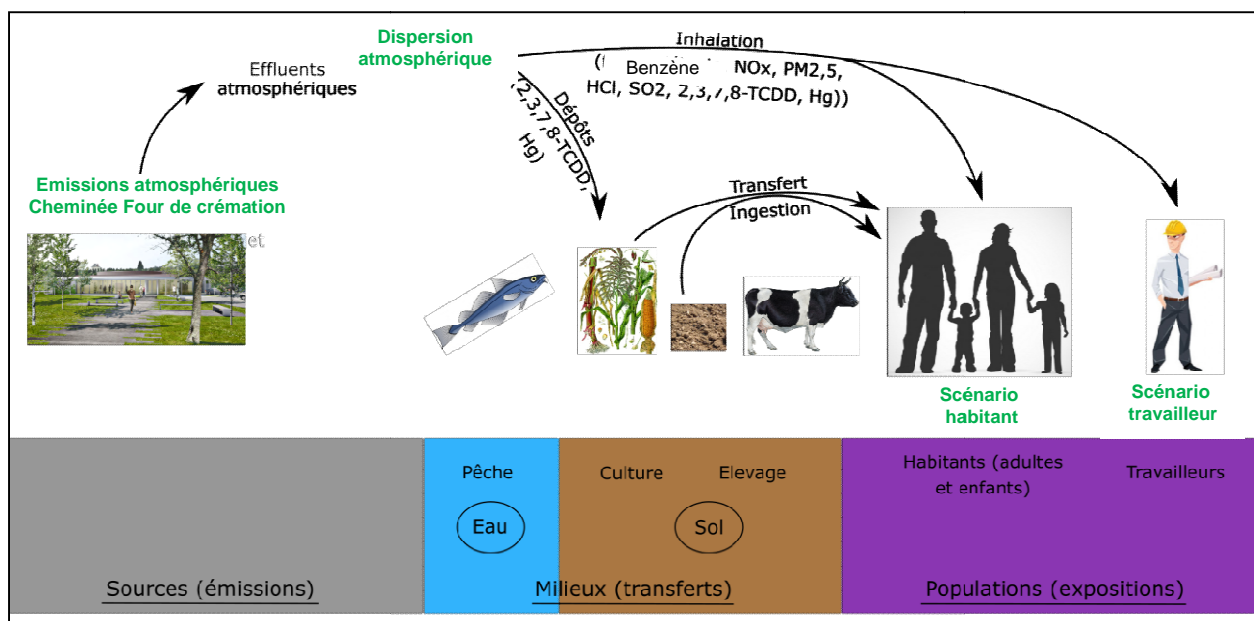 Dispersion
atmosphérique
Inhalation
Benzène NOx, PM2,5,
HCl, SO2, 2,3,7,8-TCDD, Hg))
Effluents
atmosphériques
Dépôts
(2,3,7,8-TCDD,
Hg)
Emissions atmosphériques
Cheminée Four de crémation
et
Transfert
Ingestion
Scénario
habitant
Scénario
travailleur
Pêche
Eau
Culture
Elevage
Sol
Habitants (adultes
et enfants)
Travailleurs
Sources (émissions)
Milieux (transferts)
Populations (expositions)